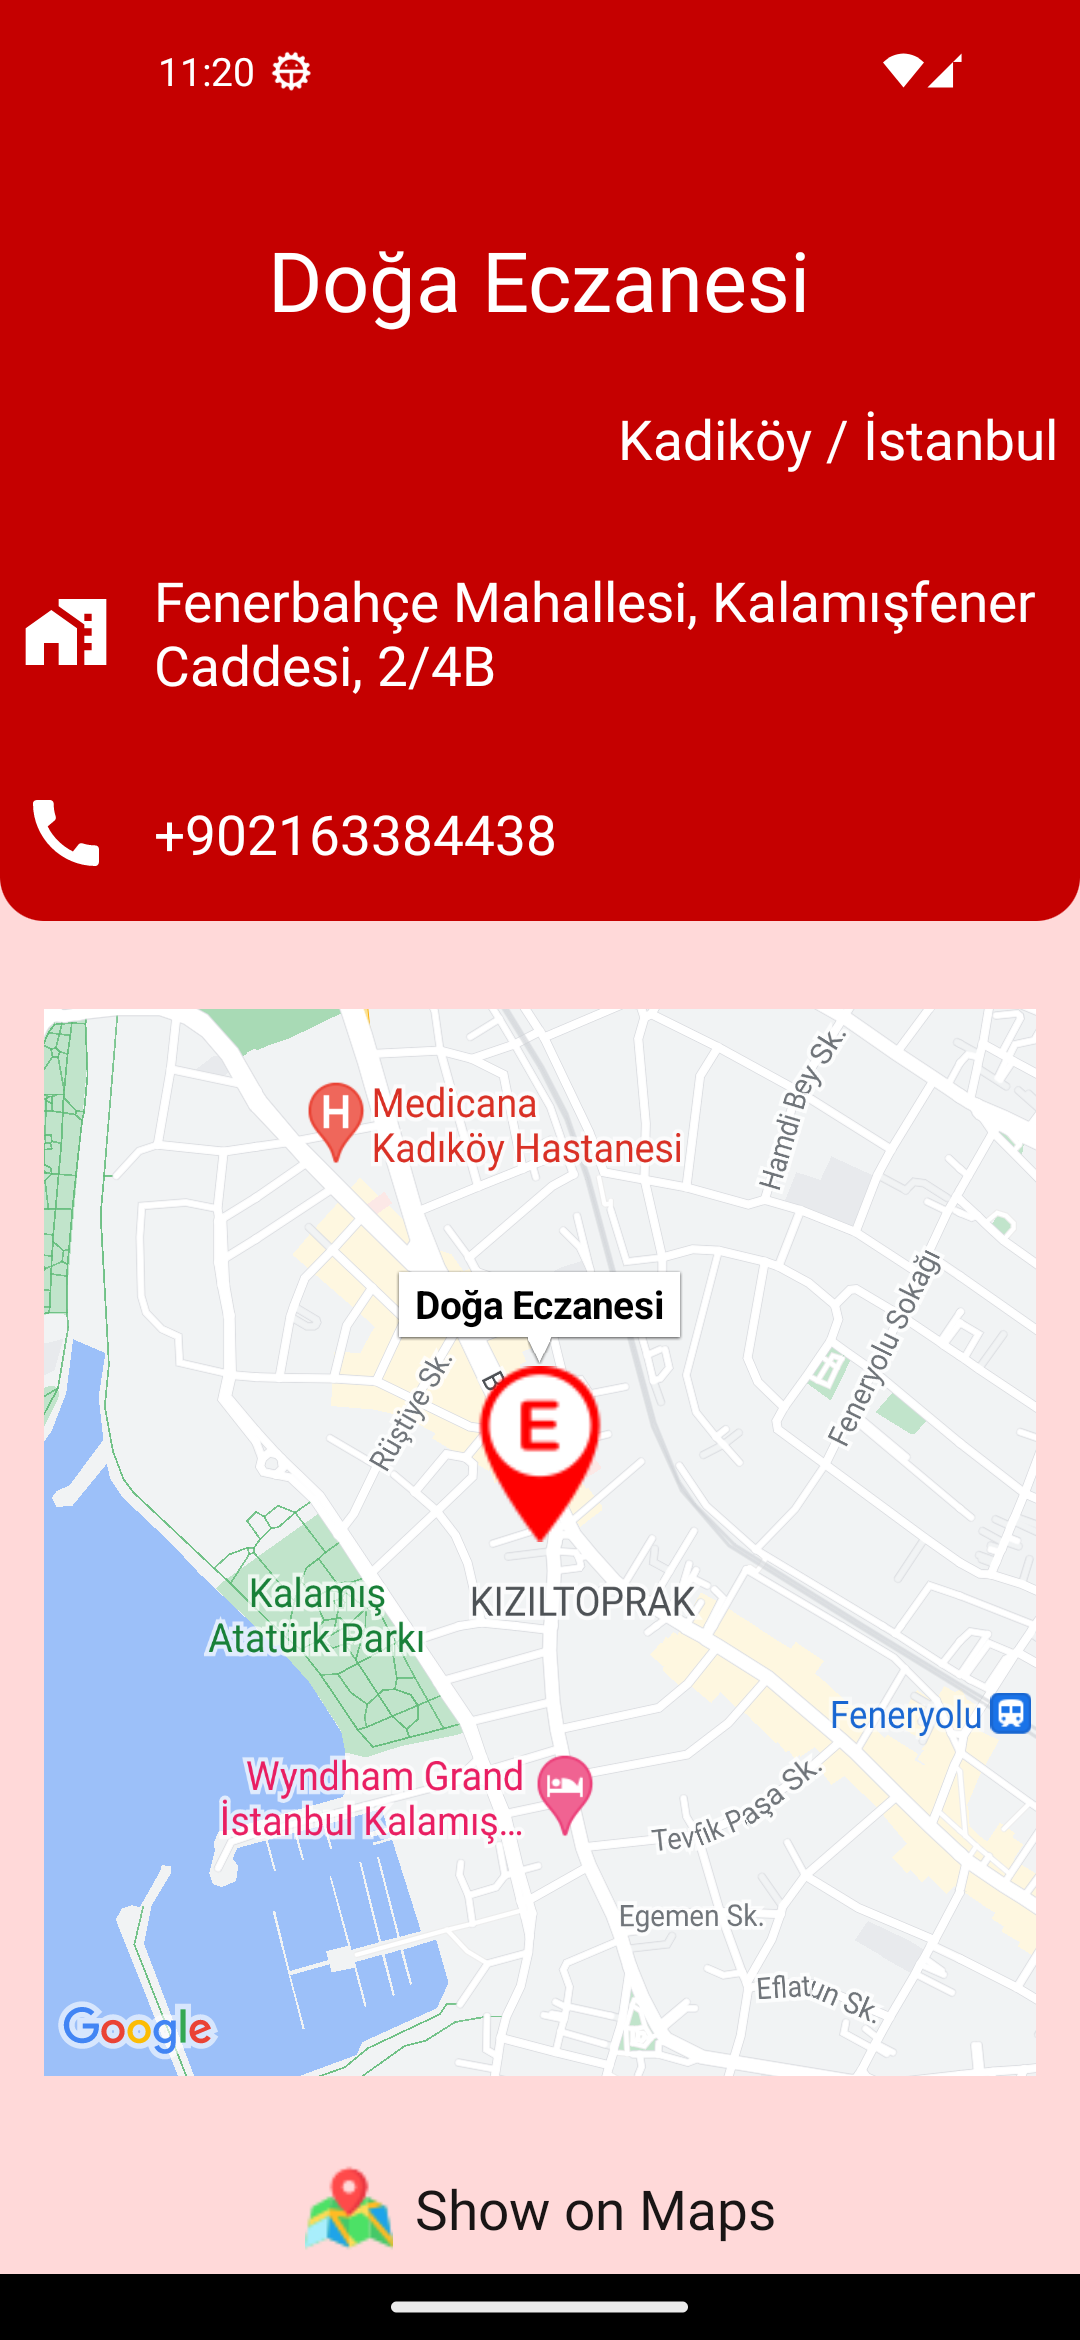 11:20
Doğa Eczanesi
Kadiköy / İstanbul
Fenerbahçe Mahallesi, Kalamışfener
Caddesi, 2/4B
+902163384438
Hamdi Bey Sk.
H
Medicana
Kadıköy Hastanesi
Feneryolu Sokağı
Doğa Eczanesi
Rüştiye Sk.
E
Kalamış
Atatürk Parkı
KIZILTOPRAK
Feneryolu
Wyndham Grand
İstanbul Kalamış...
Tevfik Paşa Sk.
Egemen Sk.
Eflatun Sk.
Google
Show on Maps